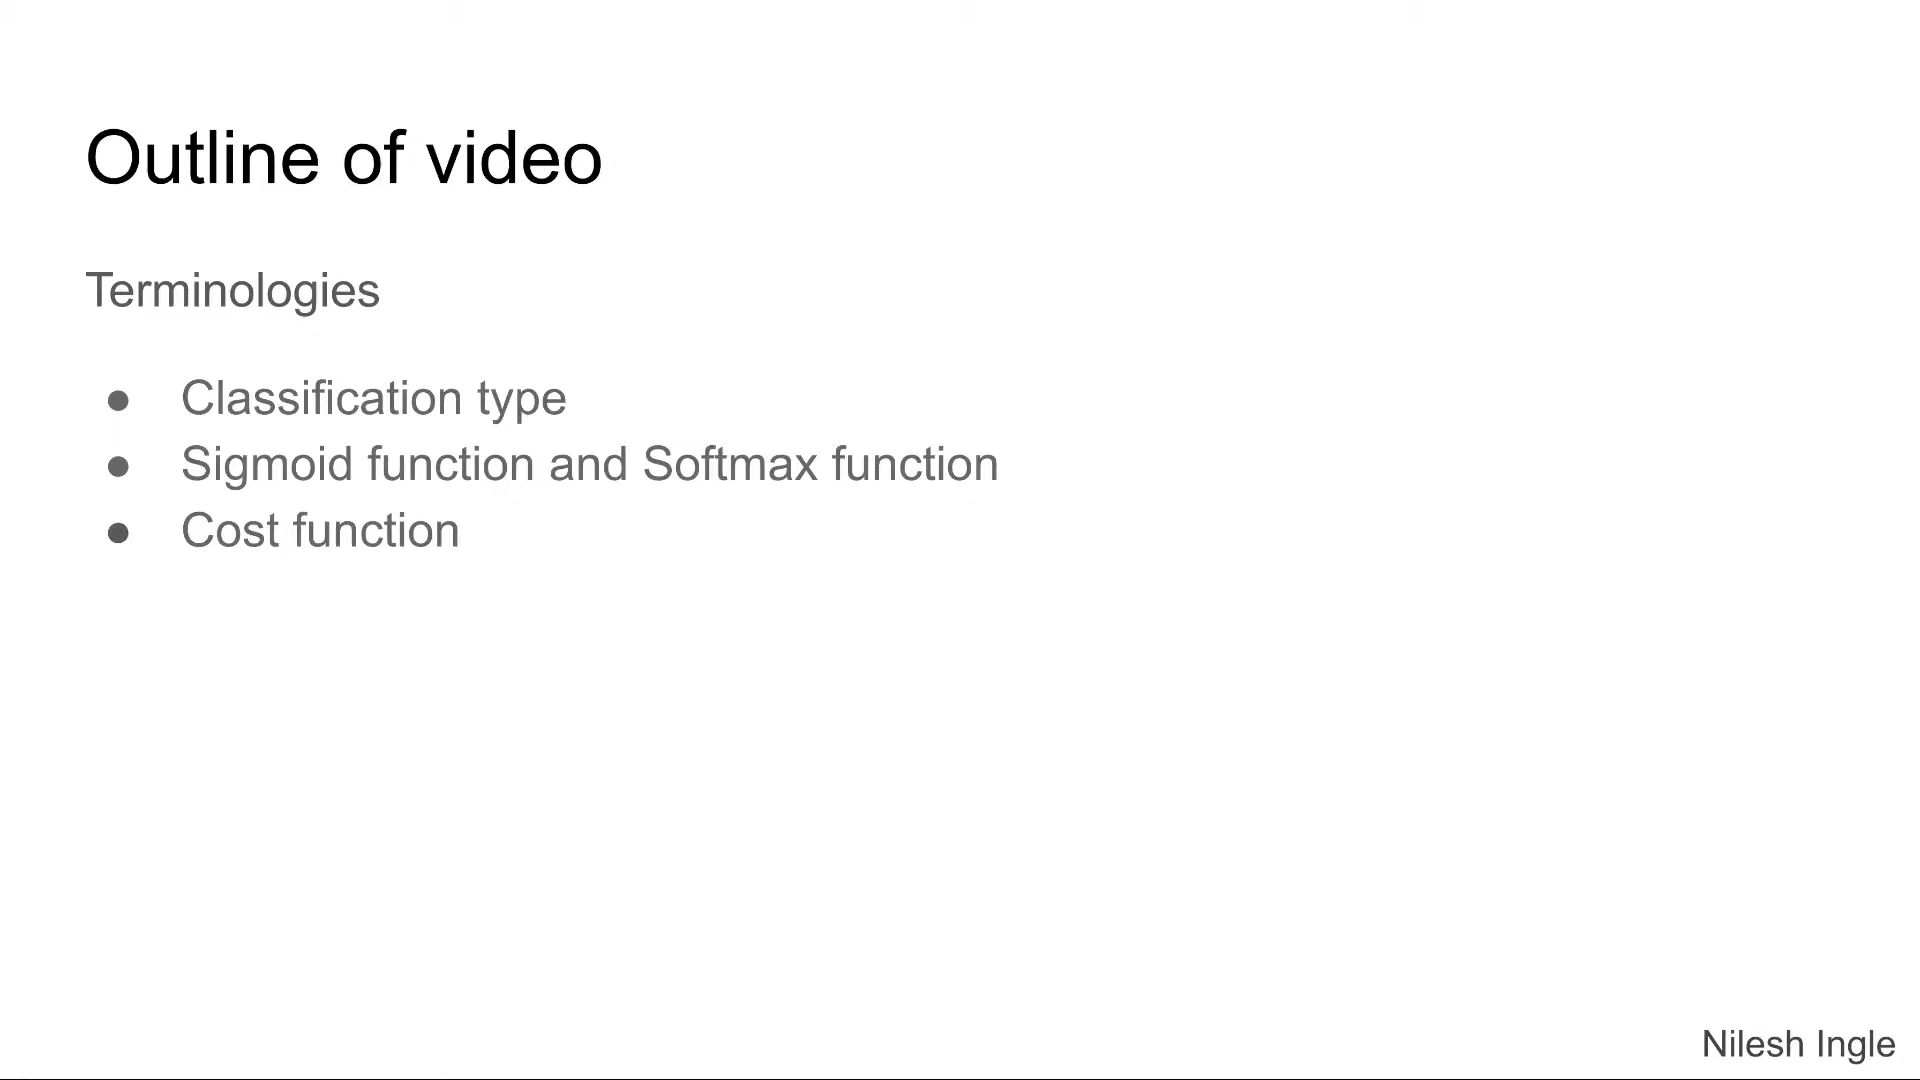 Outline of video
Terminologies
● Classification type
● Sigmoid function and Softmax function
● Cost function
Nilesh Ingle